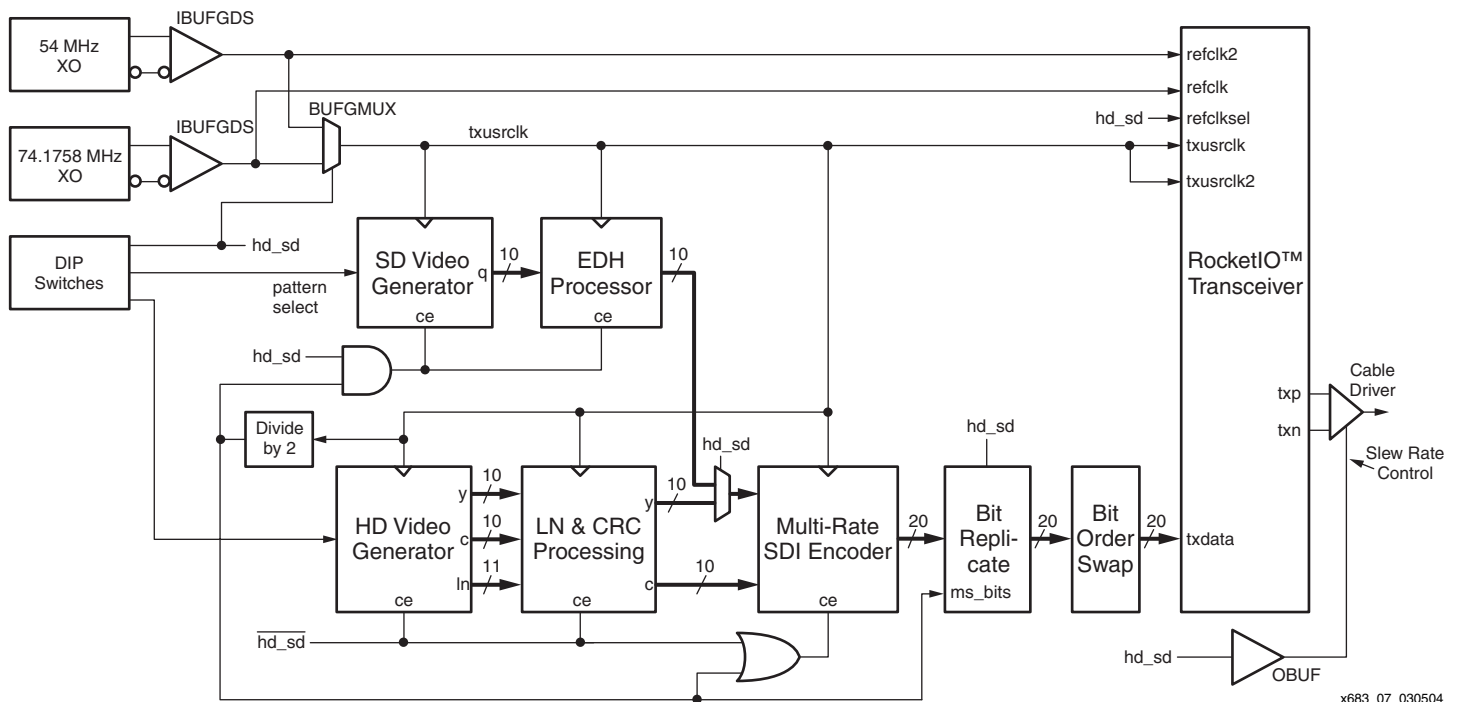 IBUFGDS
54 MHz
XO
refclk2
refclk
BUFGMUX
IBUFGDS
hd_sd
refclksel
txusrclk
txusrclk
74.1758 MHz
XO
txusrclk2
DIP
Switches
hd_sd
pattern
select
SD Video
Generator
q
ce
10
EDH
Processor
ce
10
RocketIO™
Transceiver
hd_sd
Cable
Driver
txp
txn
Slew Rate
Control
Divide
by 2
hd_sd
hd_sd
HD Video
Generator
y
c
ln
ce
10
10
11
LN & CRC
Processing
y
c
ce
10
10
Multi-Rate
SDI Encoder
ce
20
Bit
Repli-
cate
ms_bits
20
Bit
Order
Swap
20
txdata
hd_sd
hd_sd
OBUF
x683_07_030504